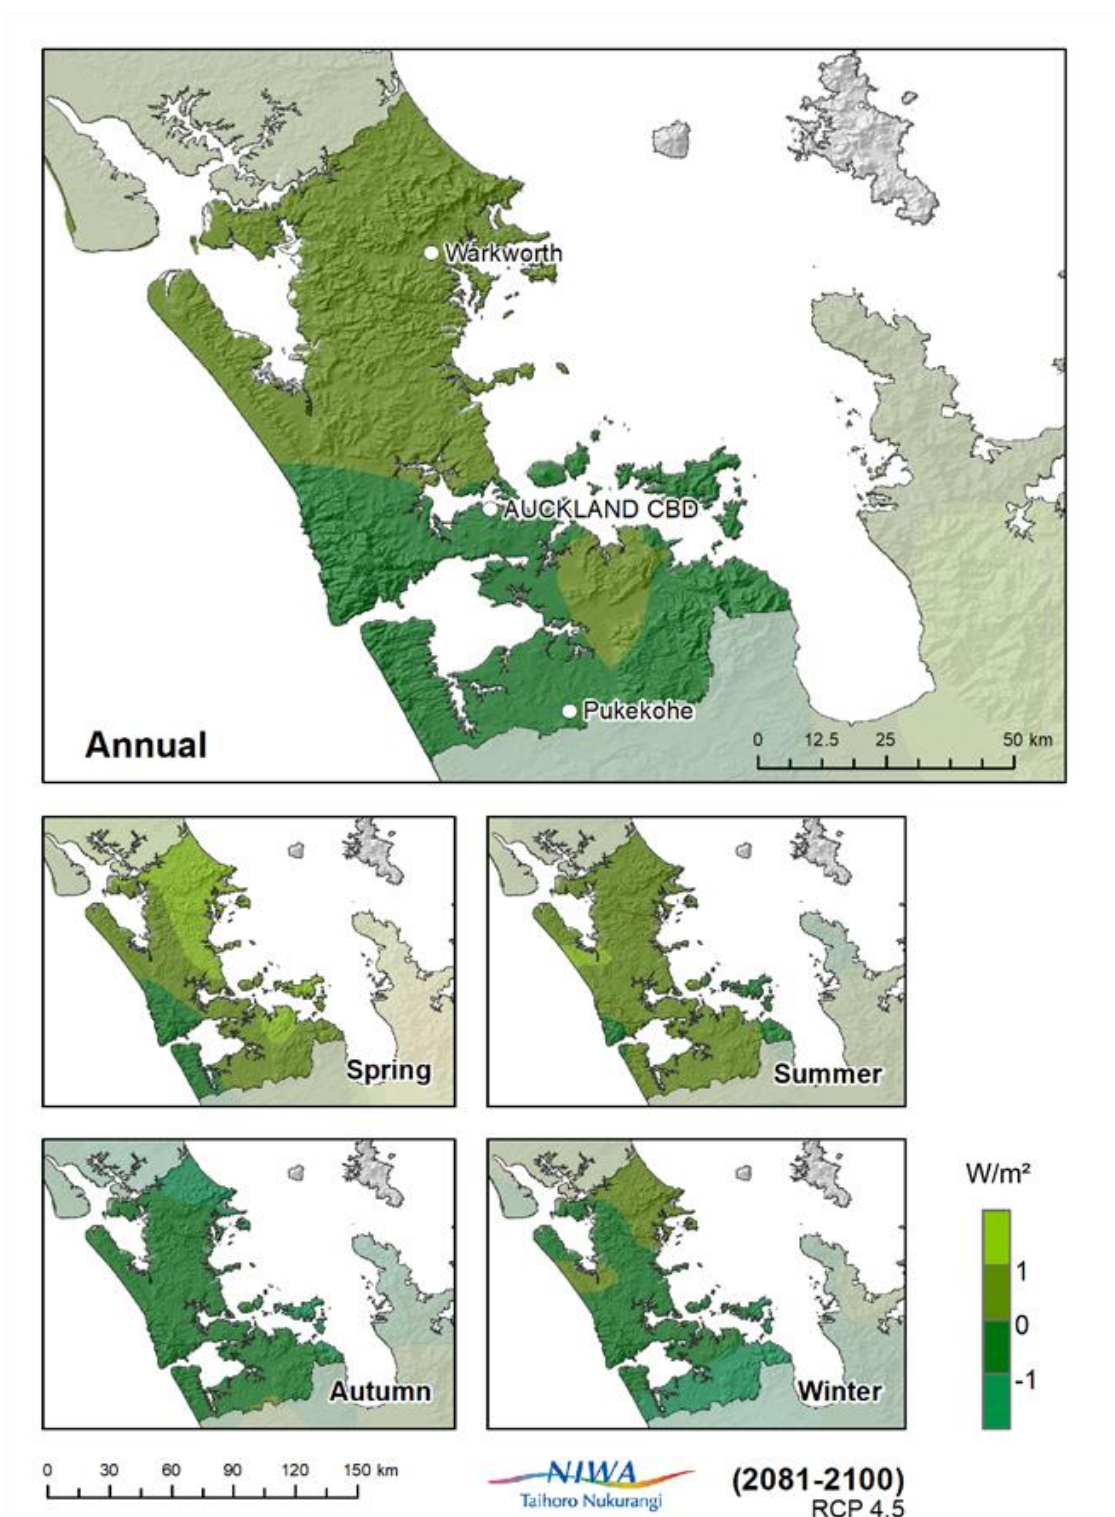 Warkworth
AUCKLAND CBD
Pukekohe
Annual
0 12.5 25 50 km
Spring
Summer
Autumn
Winter
W/m²
1
0
-1
0 30 60 90 120 150 km
NIWA
Taihoro Nukurangi
(2081-2100)
RCP 4.5